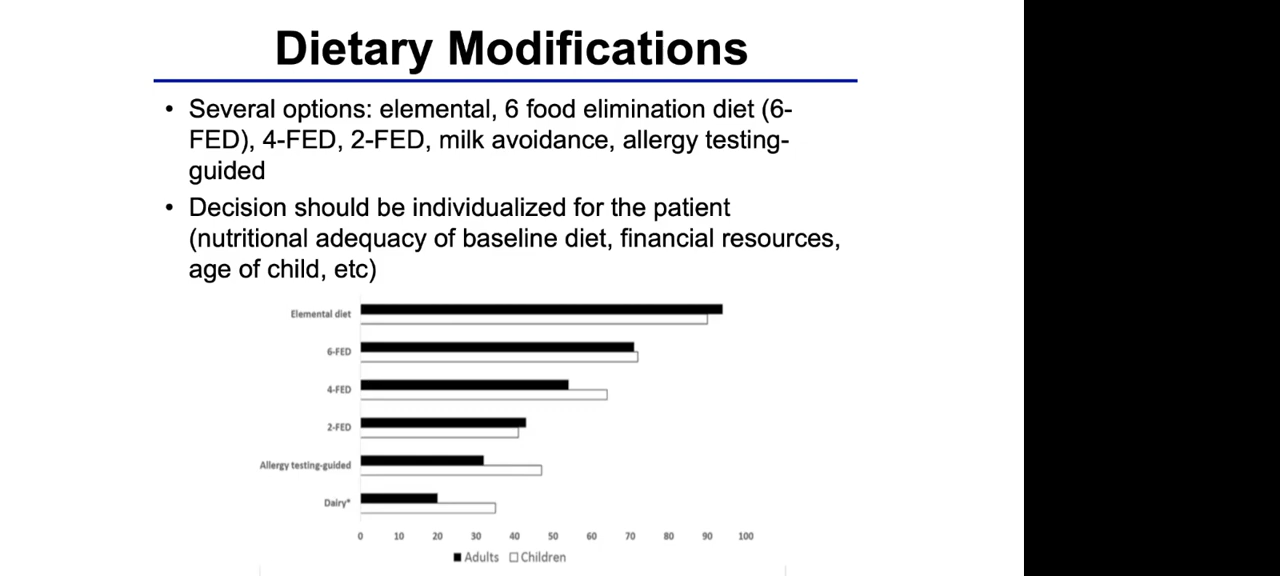 Dietary Modifications
• Several options: elemental, 6 food elimination diet (6-
FED), 4-FED, 2-FED, milk avoidance, allergy testing-
guided
• Decision should be individualized for the patient
(nutritional adequacy of baseline diet, financial resources,
age of child, etc)
Elemental diet
6-FED
4-FED
2-FED
Allergy testing-guided
Dairy*
0 10 20 30 40 50 60 70 80 90 100
Adults Children